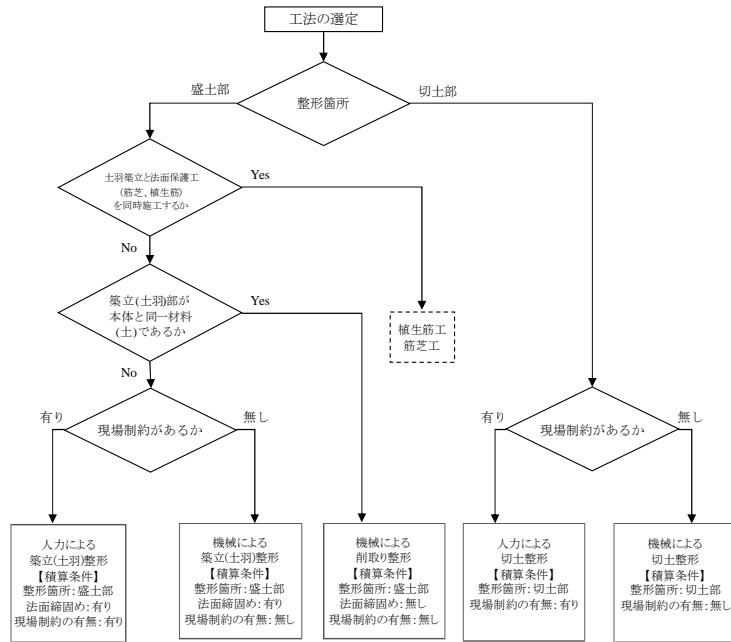 工法の選定
整形箇所
盛土部
切土部
土羽築立と法面保護工
(筋芝、植生筋)
を同時施工するか
Yes
No
築立(土羽)部が
本体と同一材料
(土)であるか
Yes
植生筋工
筋芝工
No
現場制約があるか
有り
無し
現場制約があるか
有り
無し
人力による
築立(土羽)整形
【積算条件】
整形箇所:盛土部
法面締固め:有り
現場制約の有無:有り
機械による
築立(土羽)整形
【積算条件】
整形箇所:盛土部
法面締固め:有り
現場制約の有無:無し
機械による
削取り整形
【積算条件】
整形箇所:盛土部
法面締固め:無し
現場制約の有無:無し
人力による
切土整形
【積算条件】
整形箇所:切土部
現場制約の有無:有り
機械による
切土整形
【積算条件】
整形箇所:切土部
現場制約の有無:無し